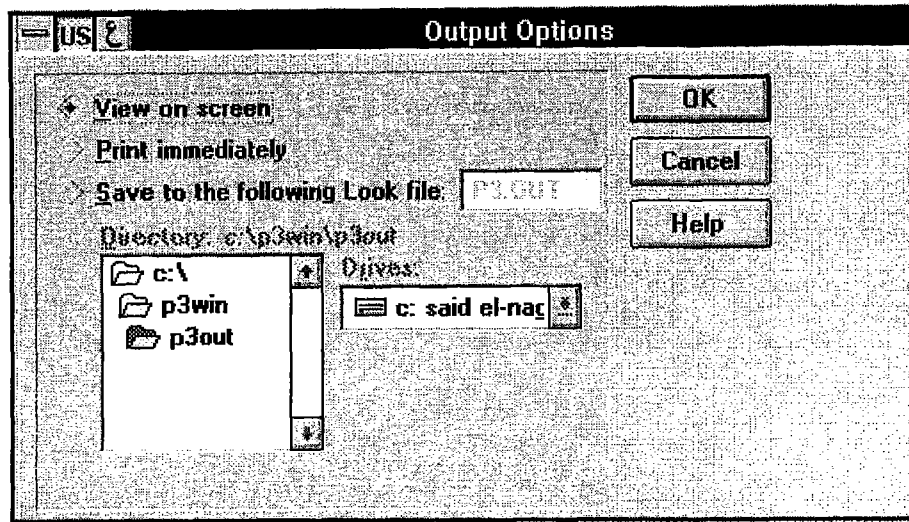 US Output Options
View on screen
Print immediately
Save to the following Look file: P3.OUT
Directory: c:\p3win\p3out
c:\
p3win
p3out
Drives:
c: said el-nag
OK
Cancel
Help